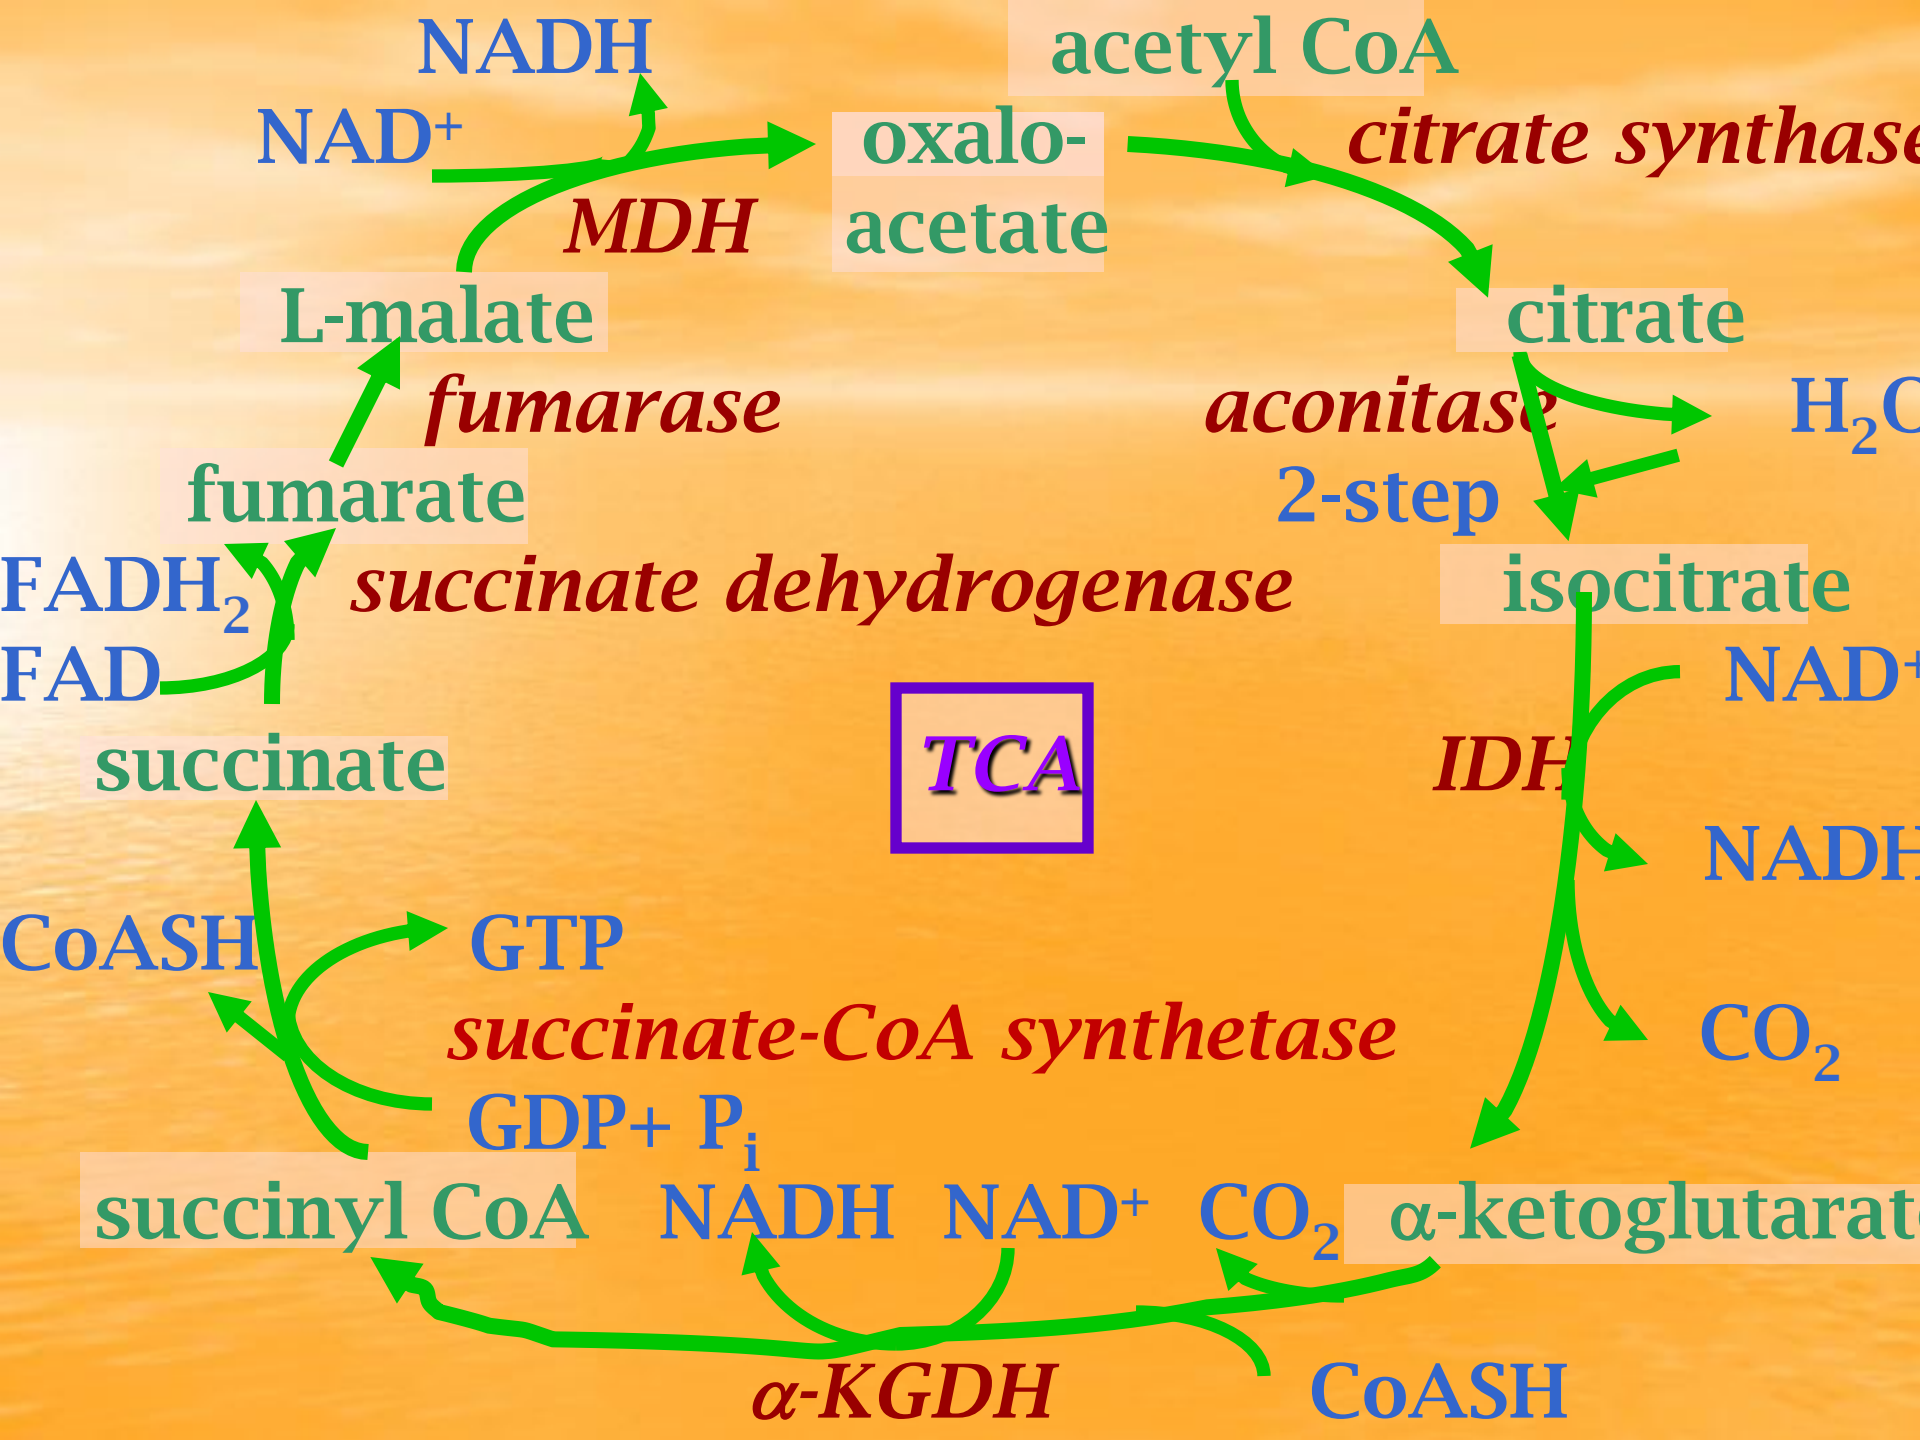 NADH acetyl CoA
NAD⁺ oxalo- citrate synthase
MDH acetate
L-malate citrate
fumarase aconitase H₂O
fumarate 2-step
FADH₂ succinate dehydrogenase isocitrate
FAD NAD⁺
succinate TCA IDH
NADH
CoASH GTP
succinate-CoA synthetase CO₂
GDP+ Pᵢ
succinyl CoA NADH NAD⁺ CO₂ α-ketoglutarate
α-KGDH CoASH